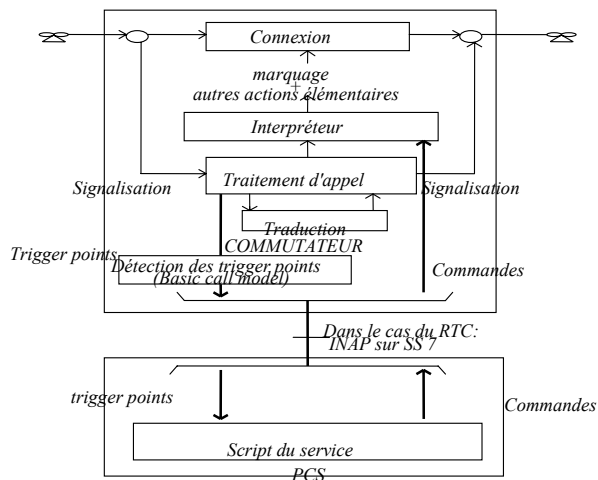 Connexion
marquage
+
autres actions élémentaires
Interpréteur
Signalisation
Traitement d'appel
Signalisation
Traduction
COMMUTATEUR
Trigger points
Détection des trigger points
(Basic call model)
Commandes
Dans le cas du RTC:
INAP sur SS 7
trigger points
Commandes
Script du service
PCS